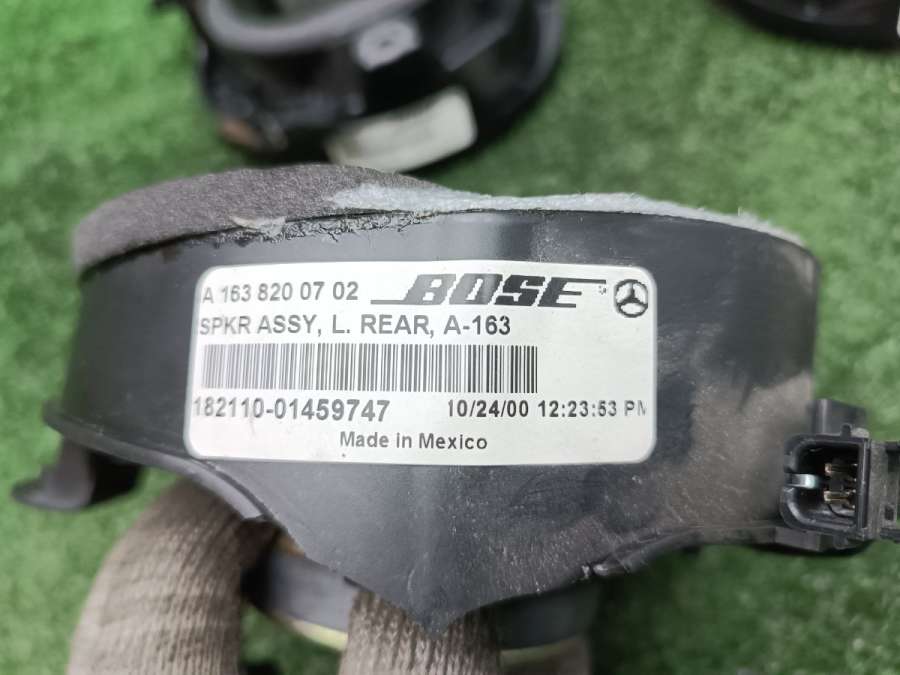 A 163 820 07 02 BOSE
SPKR ASSY, L. REAR, A-163
182110-01459747 10/24/00 12:23:53 PM
Made in Mexico